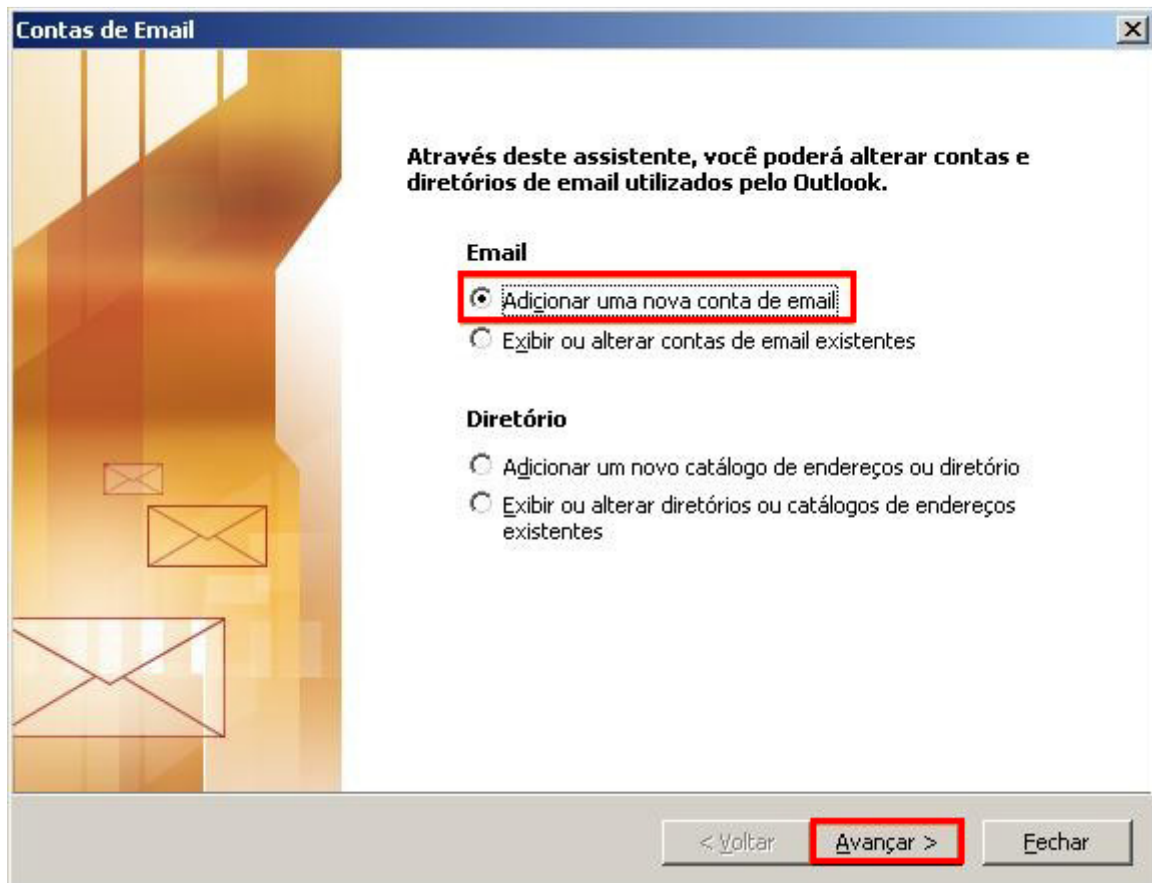 Contas de Email
Através deste assistente, você poderá alterar contas e
diretórios de email utilizados pelo Outlook.
Email
Adicionar uma nova conta de email
Exibir ou alterar contas de email existentes
Diretório
Adicionar um novo catálogo de endereços ou diretório
Exibir ou alterar diretórios ou catálogos de endereços
existentes
< Voltar Avançar > Fechar